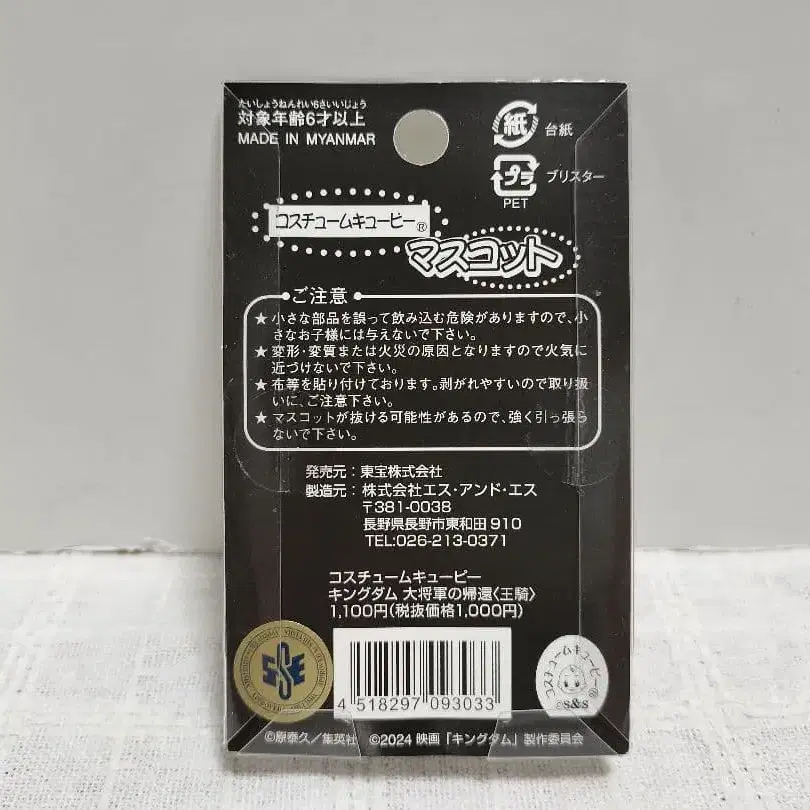 たいしょうねんれい6さいいじょう
対象年齢6才以上
MADE IN MYANMAR
紙
台紙
プラ
ブリスター
PET
コスチュームキューピー®
マスコット
ご注意
★小さな部品を誤って飲み込む危険がありますので、小
さなお子様には与えないで下さい。
★変形・変質または火災の原因となりますので火気に
近づけないで下さい。
★布等を貼り付けております。剥がれやすいので取り扱
いに、ご注意下さい。
★マスコットが抜ける可能性があるので、強く引っ張ら
ないで下さい。
発売元：東宝株式会社
製造元：株式会社エス・アンド・エス
〒381-0038
長野県長野市東和田910
TEL:026-213-0371
コスチュームキューピー
キングダム 大将軍の帰還〈王騎〉
1,100円(税抜価格1,000円)
4 518297 093033
コスチュームキューピー®
s&s
©原泰久／集英社 ©2024 映画「キングダム」製作委員会